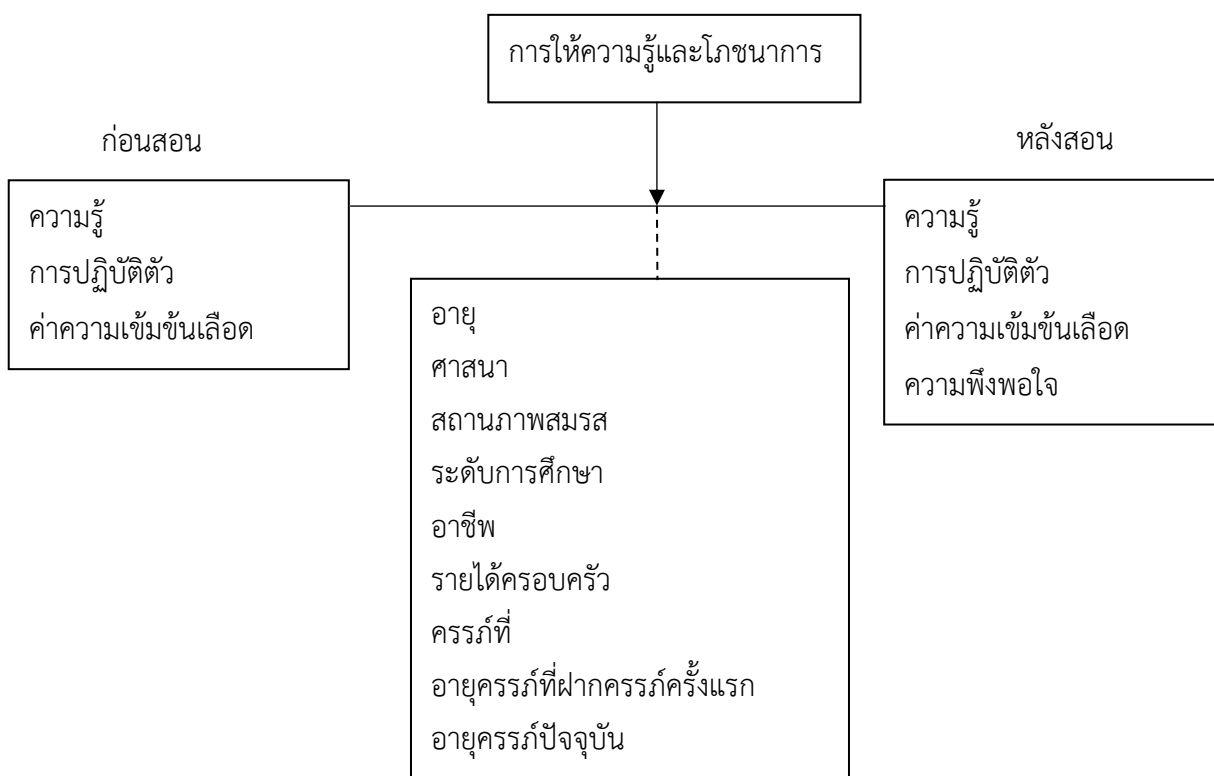 การให้ความรู้และโภชนาการ
ก่อนสอน
หลังสอน
ความรู้
การปฏิบัติตัว
ค่าความเข้มข้นเลือด
ความรู้
การปฏิบัติตัว
ค่าความเข้มข้นเลือด
ความพึงพอใจ
อายุ
ศาสนา
สถานภาพสมรส
ระดับการศึกษา
อาชีพ
รายได้ครอบครัว
ครรภ์ที่
อายุครรภ์ที่ฝากครรภ์ครั้งแรก
อายุครรภ์ปัจจุบัน